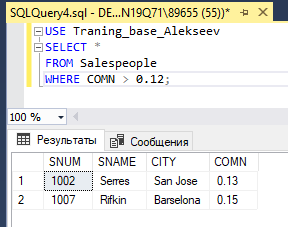 SQLQuery4.sql - DE...N19Q71\89655 (55))*
USE Traning_base_Alekseev
SELECT *
FROM Salespeople
WHERE COMN > 0.12;
100 %
Результаты Сообщения
SNUM SNAME CITY COMN
1 1002 Serres San Jose 0.13
2 1007 Rifkin Barselona 0.15